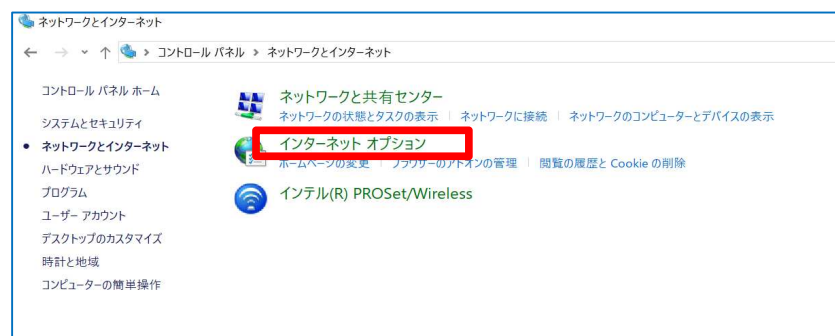 ネットワークとインターネット
コントロール パネル > ネットワークとインターネット
コントロール パネル ホーム
システムとセキュリティ
ネットワークとインターネット
ハードウェアとサウンド
プログラム
ユーザー アカウント
デスクトップのカスタマイズ
時計と地域
コンピューターの簡単操作
ネットワークと共有センター
ネットワークの状態とタスクの表示 | ネットワークに接続 | ネットワークのコンピューターとデバイスの表示
インターネット オプション
ホームページの変更 | ブラウザーのアドオンの管理 | 閲覧の履歴と Cookie の削除
インテル(R) PROSet/Wireless